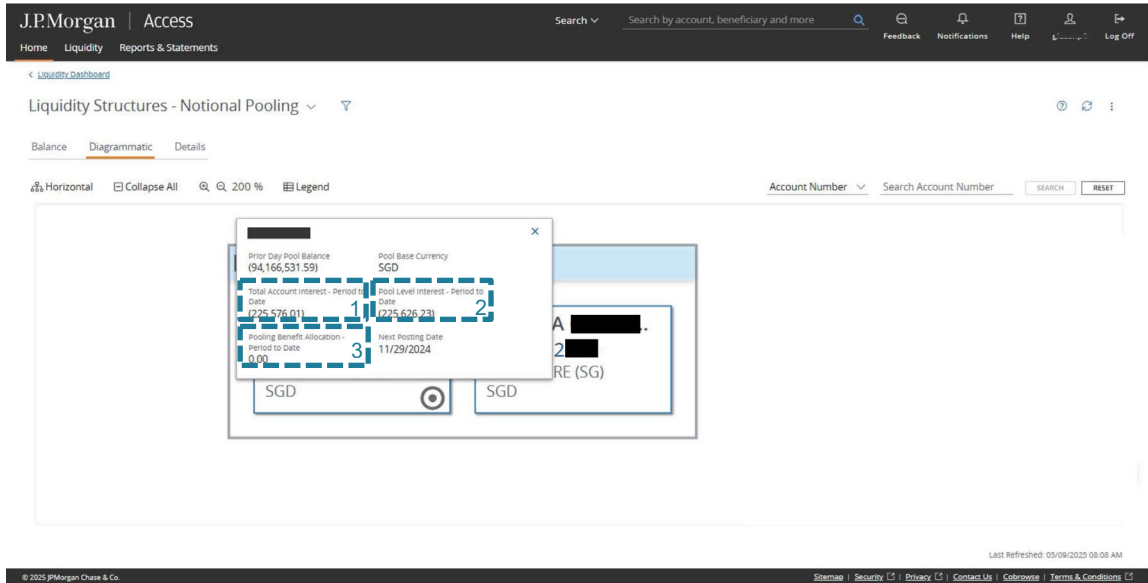 J.P.Morgan | Access
Search
Search by account, beneficiary and more
Feedback
Notifications
Help
Log Off
Home Liquidity Reports & Statements
< Liquidity Dashboard
Liquidity Structures - Notional Pooling
Balance Diagrammatic Details
Horizontal Collapse All 200 % Legend
Account Number Search Account Number SEARCH RESET
Prior Day Pool Balance
(94,166,531.59)
Pool Base Currency
SGD
Total Account Interest - Period to
Date
(225,576.01)
1
Pool Level Interest - Period to
Date
(225,626.23)
2
Pooling Benefit Allocation -
Period to Date
0.00
3
Next Posting Date
11/29/2024
SGD
A ..
2
RE (SG)
SGD
Last Refreshed: 05/09/2025 08:08 AM
© 2025 JPMorgan Chase & Co.
Sitemap | Security | Privacy | Contact Us | Cobrowse | Terms & Conditions